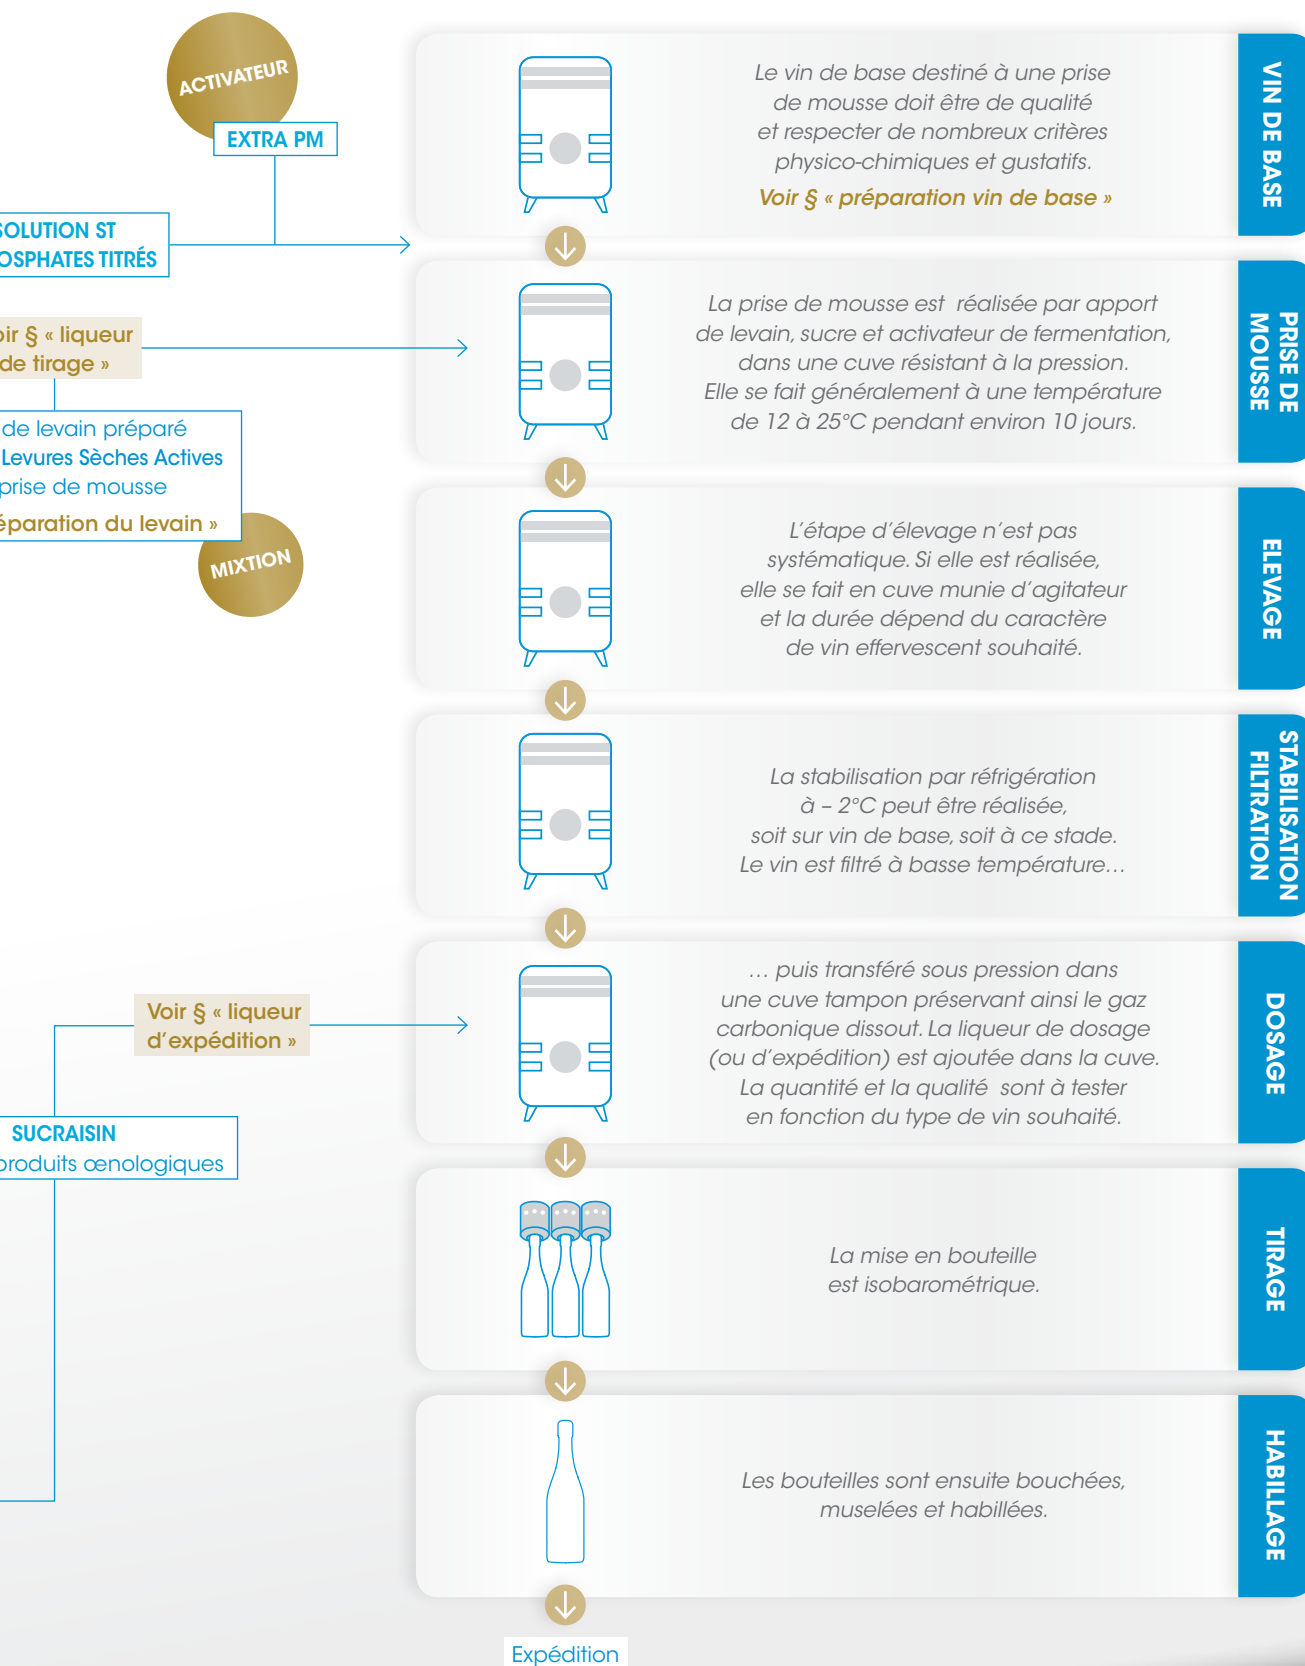 ACTIVATEUR
EXTRA PM
SOLUTION ST
OSPHATES TITRÉS
Le vin de base destiné à une prise
de mousse doit être de qualité
et respecter de nombreux critères
physico-chimiques et gustatifs.
Voir § « préparation vin de base »
VIN DE BASE
oir § « liqueur
de tirage »
de levain préparé
Levures Sèches Actives
prise de mousse
éparation du levain »
MIXTION
La prise de mousse est réalisée par apport
de levain, sucre et activateur de fermentation,
dans une cuve résistant à la pression.
Elle se fait généralement à une température
de 12 à 25°C pendant environ 10 jours.
PRISE DE
MOUSSE
L'étape d'élevage n'est pas
systématique. Si elle est réalisée,
elle se fait en cuve munie d'agitateur
et la durée dépend du caractère
de vin effervescent souhaité.
ELEVAGE
La stabilisation par réfrigération
à – 2°C peut être réalisée,
soit sur vin de base, soit à ce stade.
Le vin est filtré à basse température…
STABILISATION
FILTRATION
Voir § « liqueur
d'expédition »
SUCRAISIN
produits œnologiques
… puis transféré sous pression dans
une cuve tampon préservant ainsi le gaz
carbonique dissout. La liqueur de dosage
(ou d'expédition) est ajoutée dans la cuve.
La quantité et la qualité sont à tester
en fonction du type de vin souhaité.
DOSAGE
La mise en bouteille
est isobarométrique.
TIRAGE
Les bouteilles sont ensuite bouchées,
muselées et habillées.
HABILLAGE
Expédition